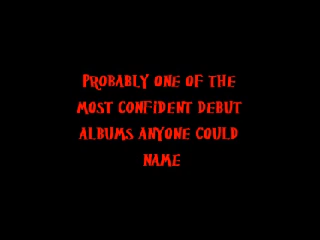 PROBABLY ONE OF THE
MOST CONFIDENT DEBUT
ALBUMS ANYONE COULD
NAME